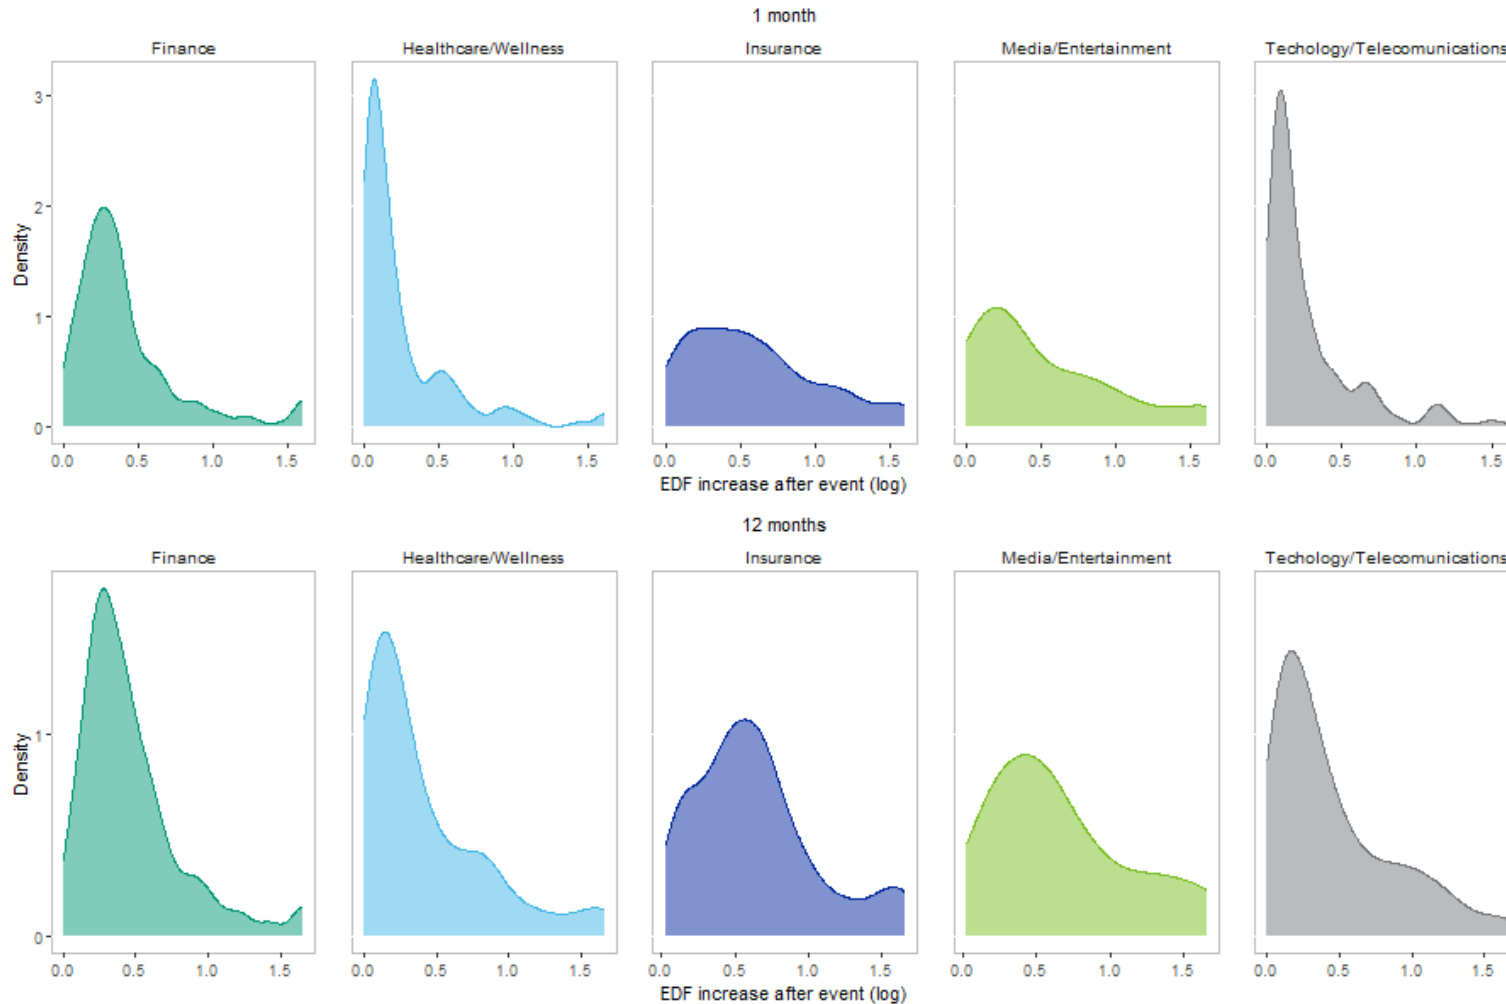 1 month
Finance Healthcare/Wellness Insurance Media/Entertainment Techology/Telecomunications
Density
3
2
1
0
0.0 0.5 1.0 1.5 0.0 0.5 1.0 1.5 0.0 0.5 1.0 1.5 0.0 0.5 1.0 1.5 0.0 0.5 1.0 1.5
EDF increase after event (log)
12 months
Finance Healthcare/Wellness Insurance Media/Entertainment Techology/Telecomunications
Density
1
0
0.0 0.5 1.0 1.5 0.0 0.5 1.0 1.5 0.0 0.5 1.0 1.5 0.0 0.5 1.0 1.5 0.0 0.5 1.0 1.5
EDF increase after event (log)